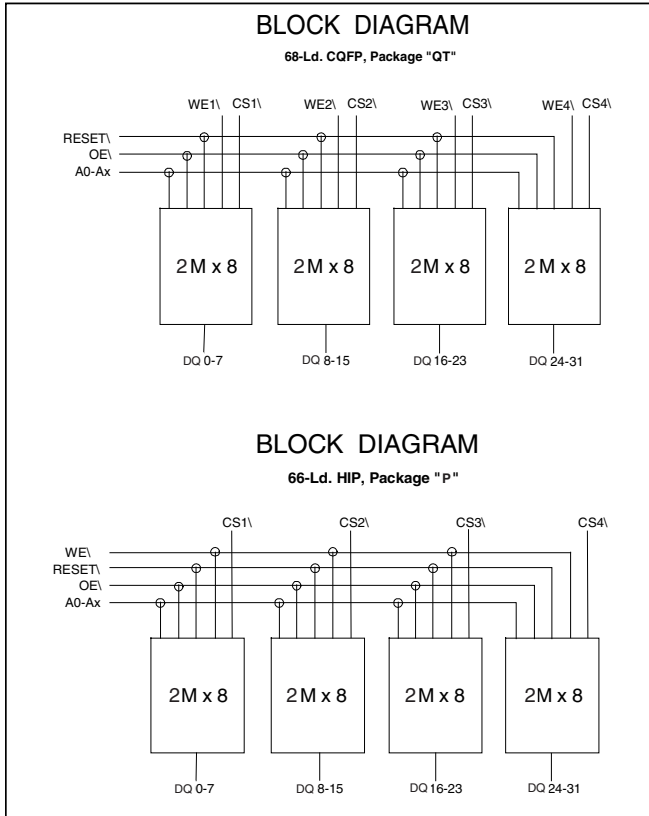 BLOCK DIAGRAM
68-Ld. CQFP, Package "QT"
WE1\ CS1\ WE2\ CS2\ WE3\ CS3\ WE4\ CS4\
RESET\
OE\
A0-Ax
2M x 8 2M x 8 2M x 8 2M x 8
DQ 0-7 DQ 8-15 DQ 16-23 DQ 24-31
BLOCK DIAGRAM
66-Ld. HIP, Package "P"
CS1\ CS2\ CS3\ CS4\
WE\
RESET\
OE\
A0-Ax
2M x 8 2M x 8 2M x 8 2M x 8
DQ 0-7 DQ 8-15 DQ 16-23 DQ 24-31